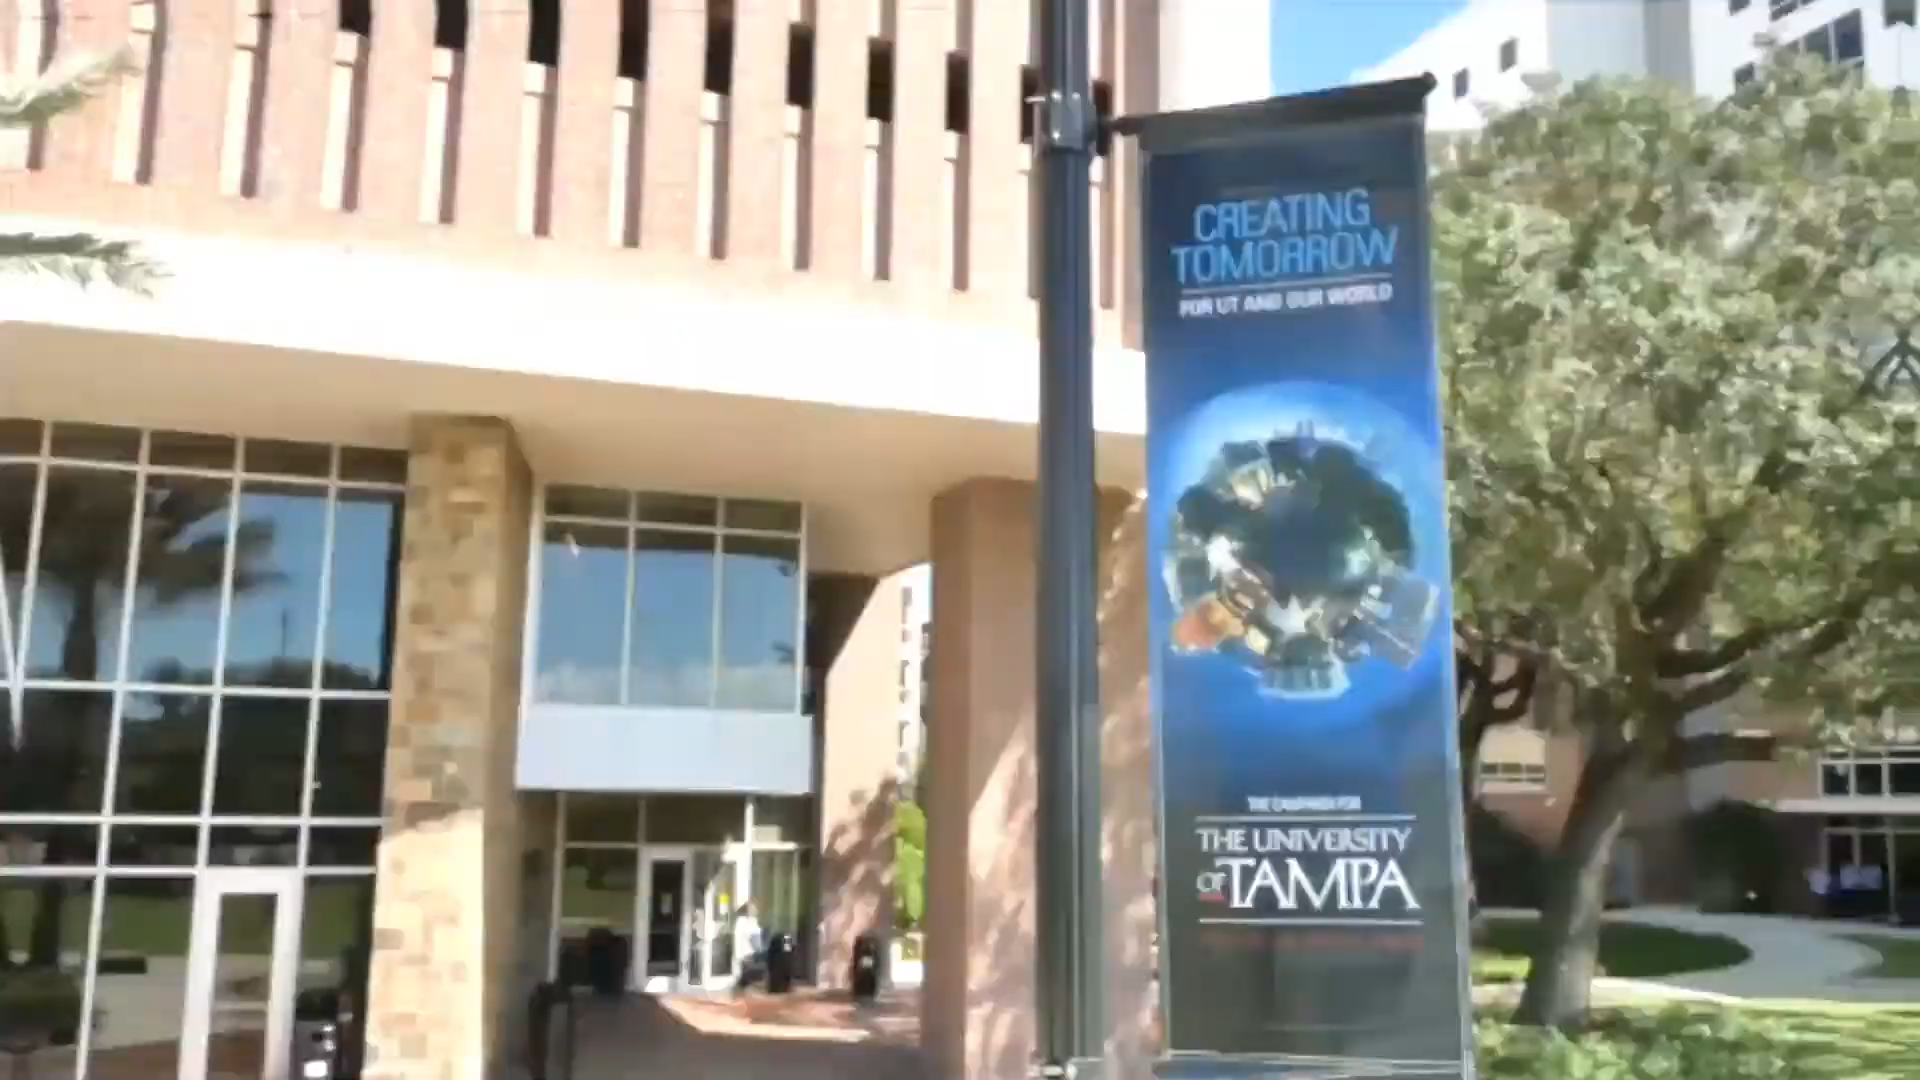 CREATING
TOMORROW
FOR UT AND OUR WORLD
THE CAMPAIGN FOR
THE UNIVERSITY
OF TAMPA